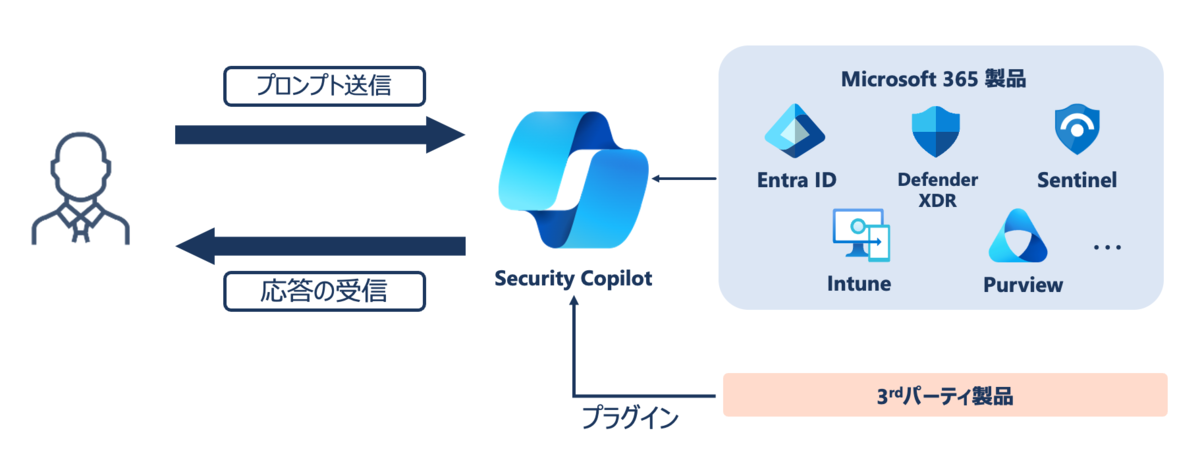 プロンプト送信
応答の受信
Security Copilot
Microsoft 365 製品
Entra ID
Defender
XDR
Sentinel
Intune
Purview
...
3rdパーティ製品
プラグイン